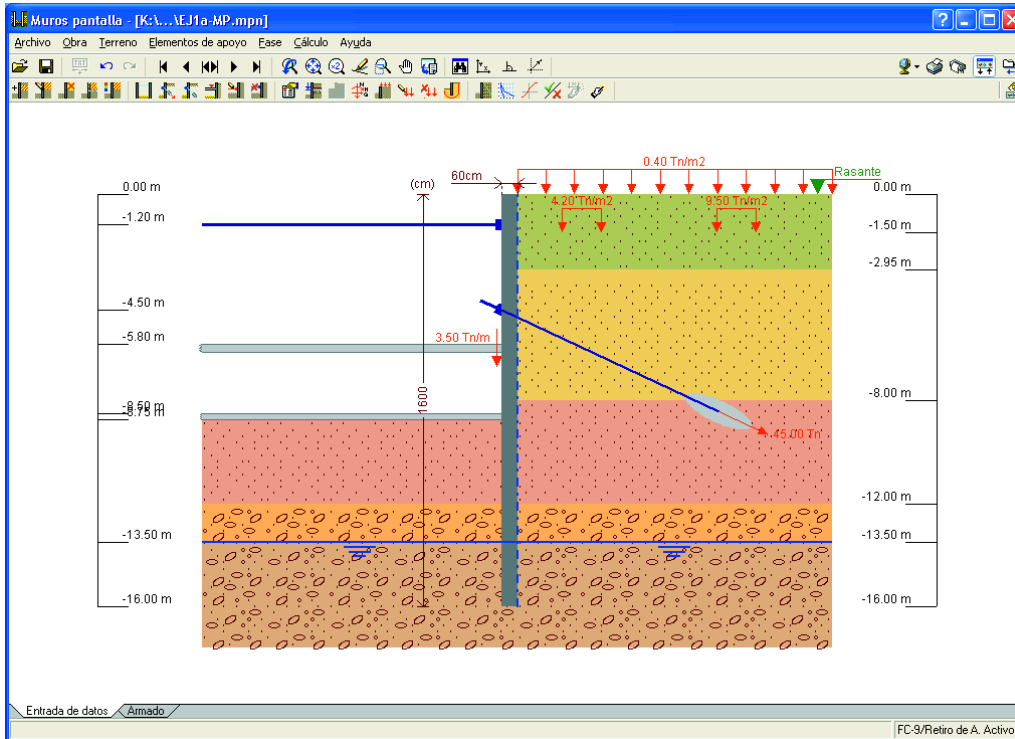 Muros pantalla - [K:\...\EJ1a-MP.mpn]
Archivo Obra Terreno Elementos de apoyo Fase Cálculo Ayuda
0.40 Tn/m2
60cm
Rasante
(cm)
0.00 m
0.00 m
4.20 Tn/m2
9.50 Tn/m2
-1.20 m
-1.50 m
-2.95 m
-4.50 m
3.50 Tn/m
-5.80 m
1600
-8.00 m
-8.75 m
45.00 Tn
-12.00 m
-13.50 m
-13.50 m
-16.00 m
-16.00 m
Entrada de datos Armado
FC-9/Retiro de A. Activo